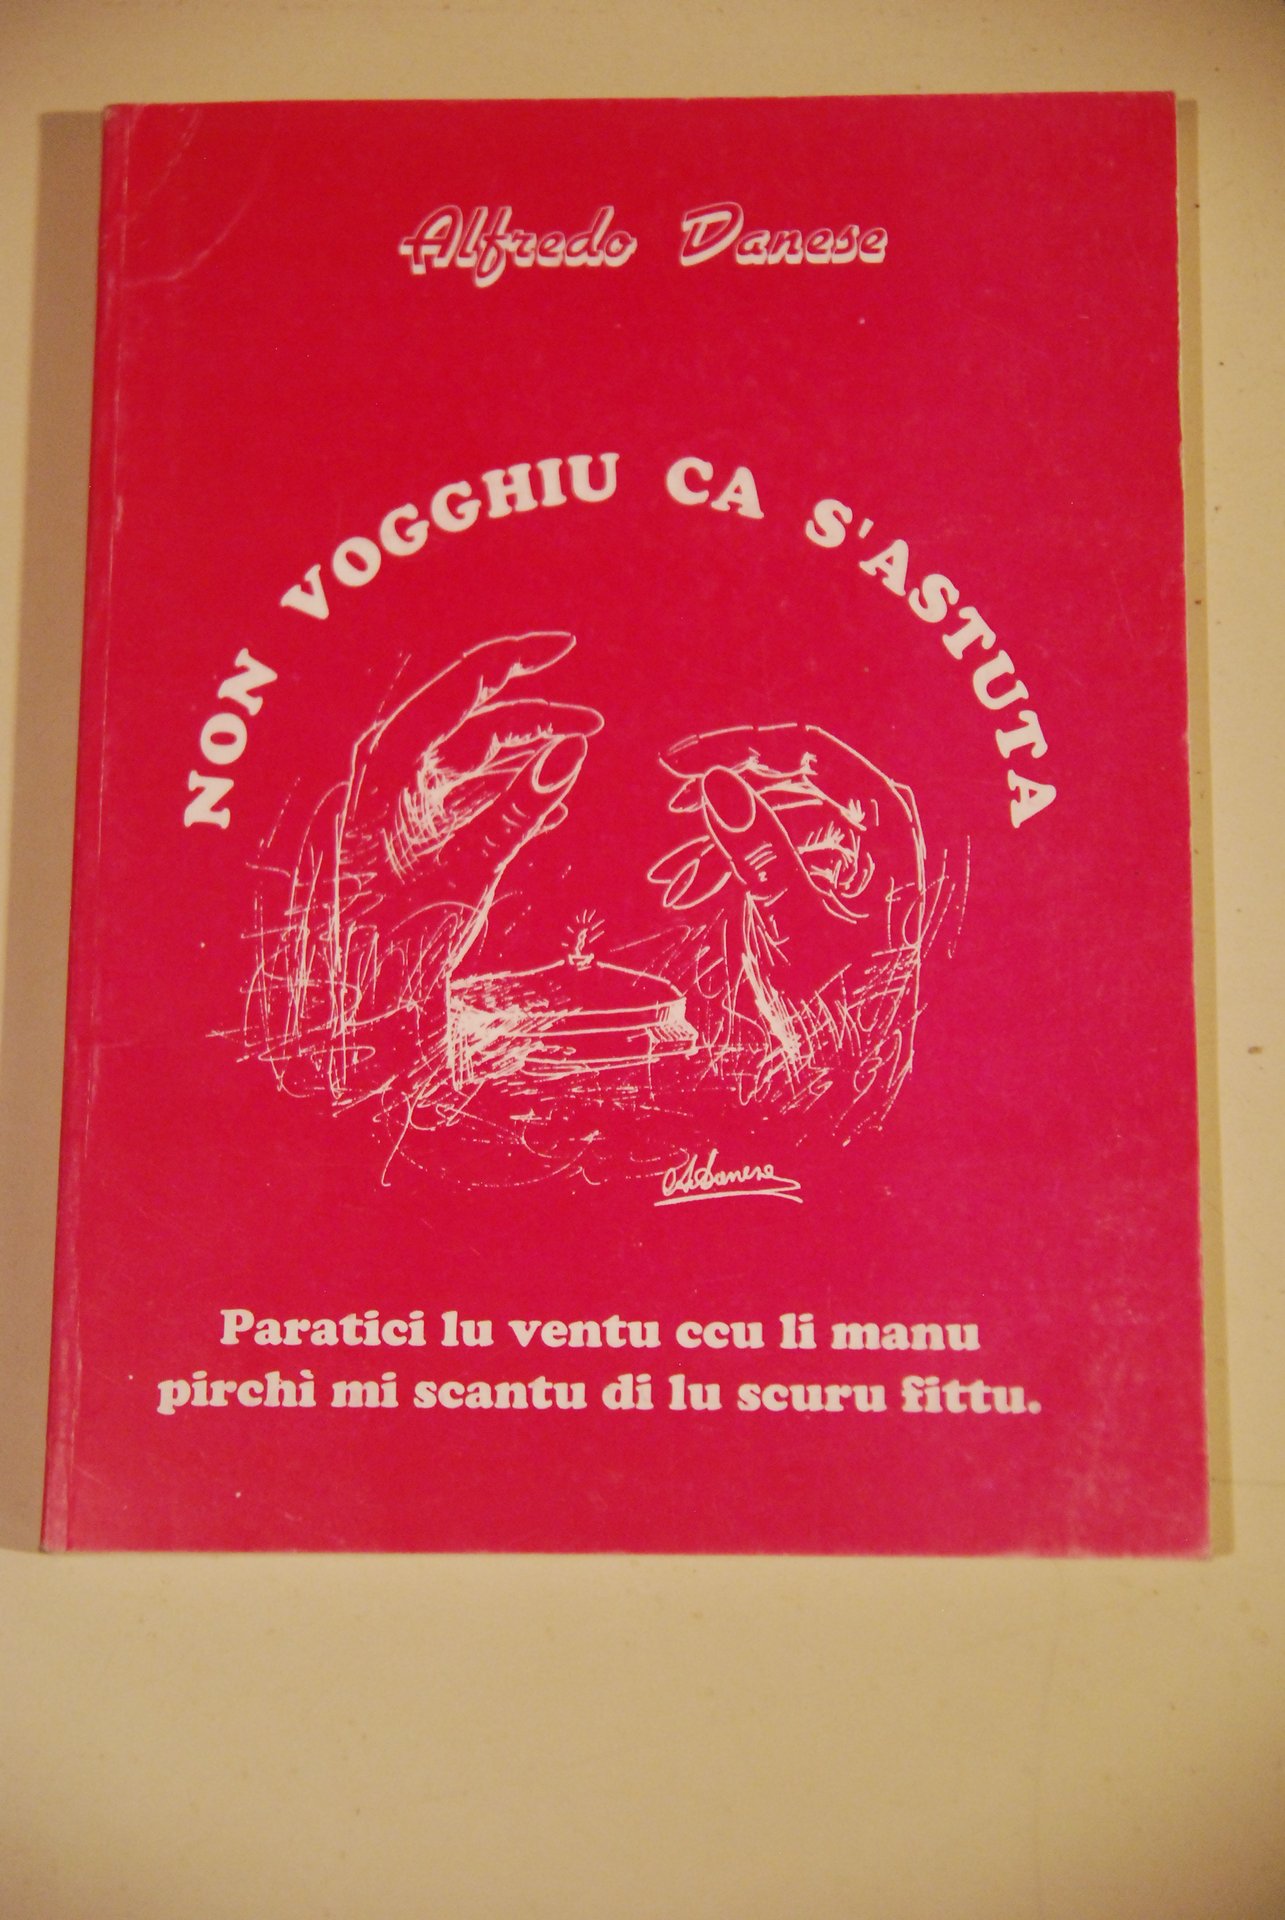 Alfredo Danese
NON VOGGHIU CA S'ASTUTA
A. Danese
Paratici lu ventu ccu li manu
pirchì mi scantu di lu scuru fittu.